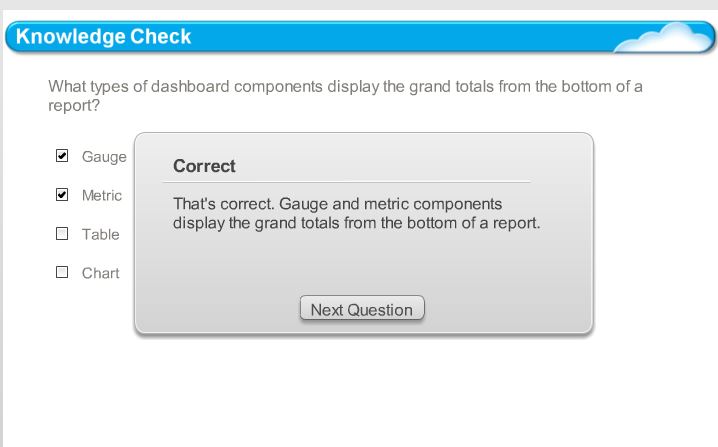 Knowledge Check
What types of dashboard components display the grand totals from the bottom of a
report?
Gauge
Metric
Table
Chart
Correct
That's correct. Gauge and metric components
display the grand totals from the bottom of a report.
Next Question